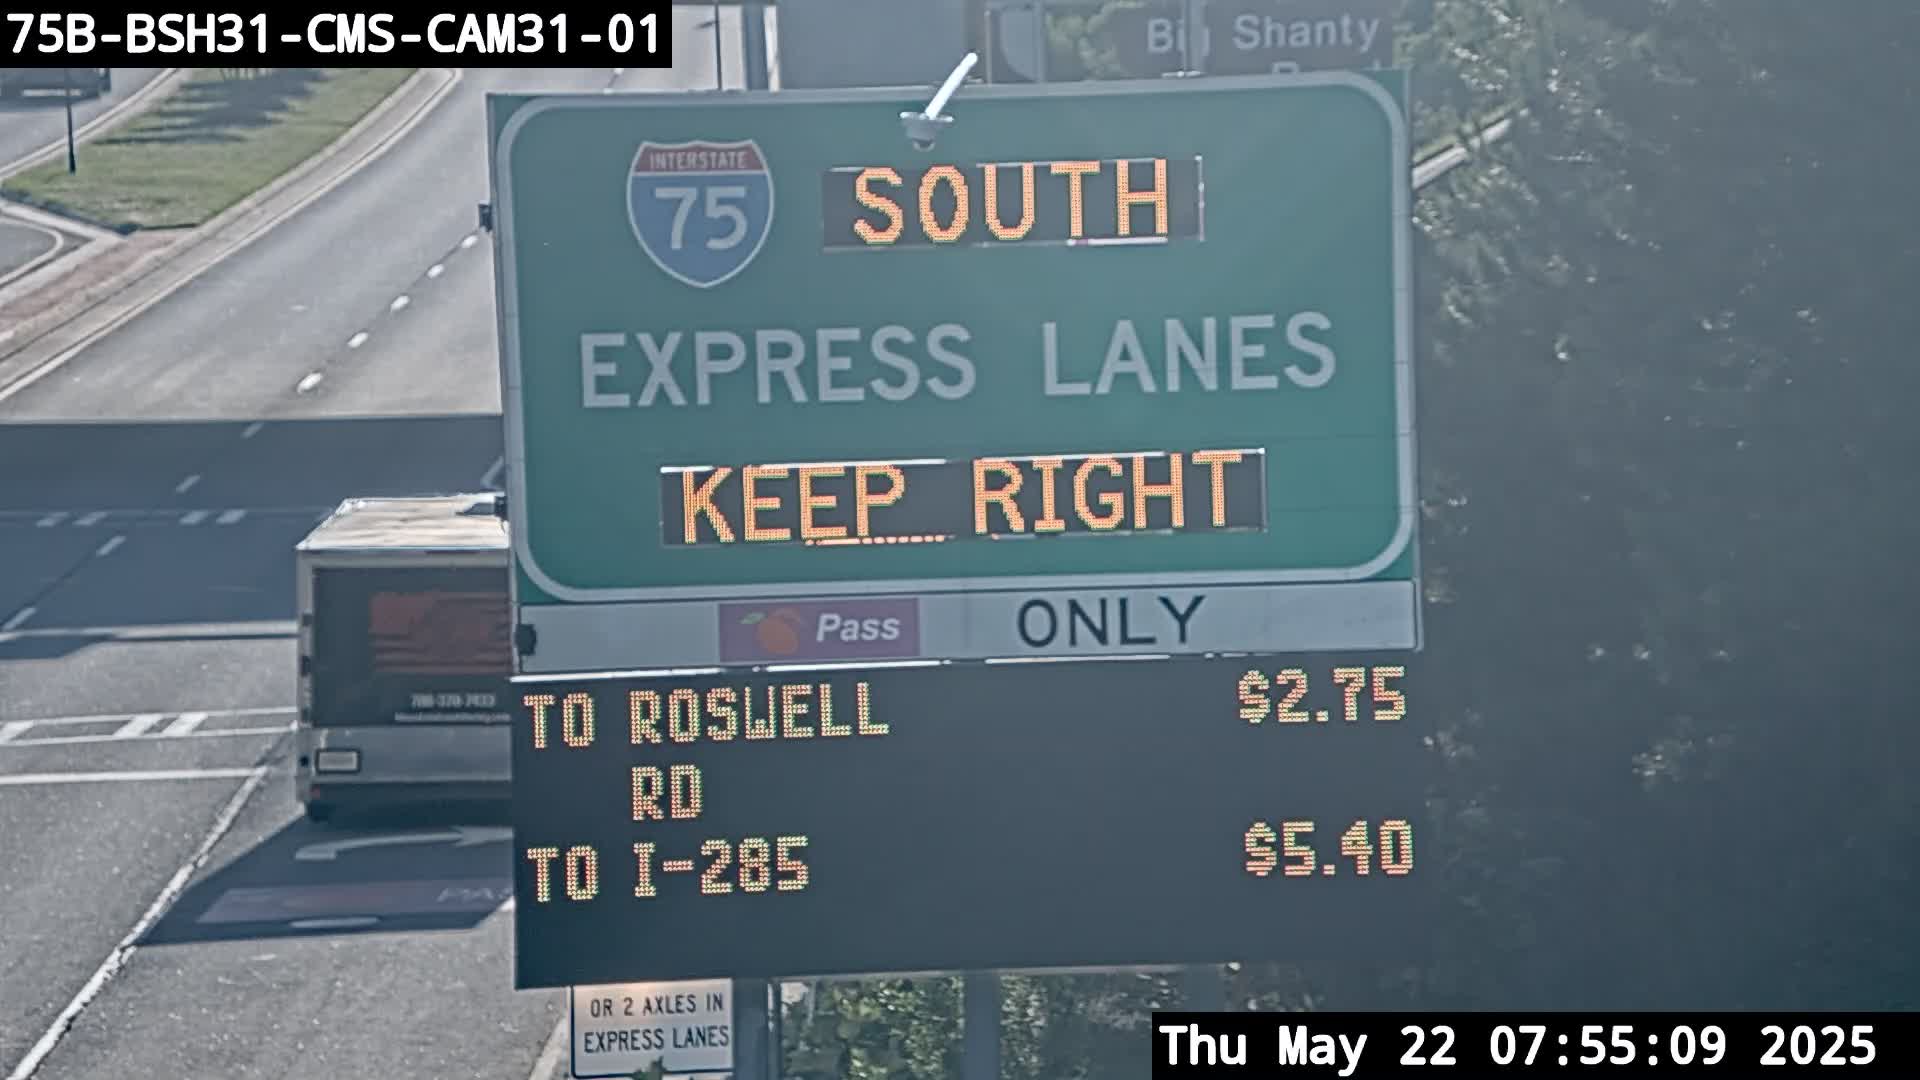 75B-BSH31-CMS-CAM31-01
Big Shanty
INTERSTATE
75
SOUTH
EXPRESS LANES
KEEP RIGHT
Pass ONLY
TO ROSWELL $2.75
RD
TO I-285 $5.40
OR 2 AXLES IN
EXPRESS LANES
Thu May 22 07:55:09 2025